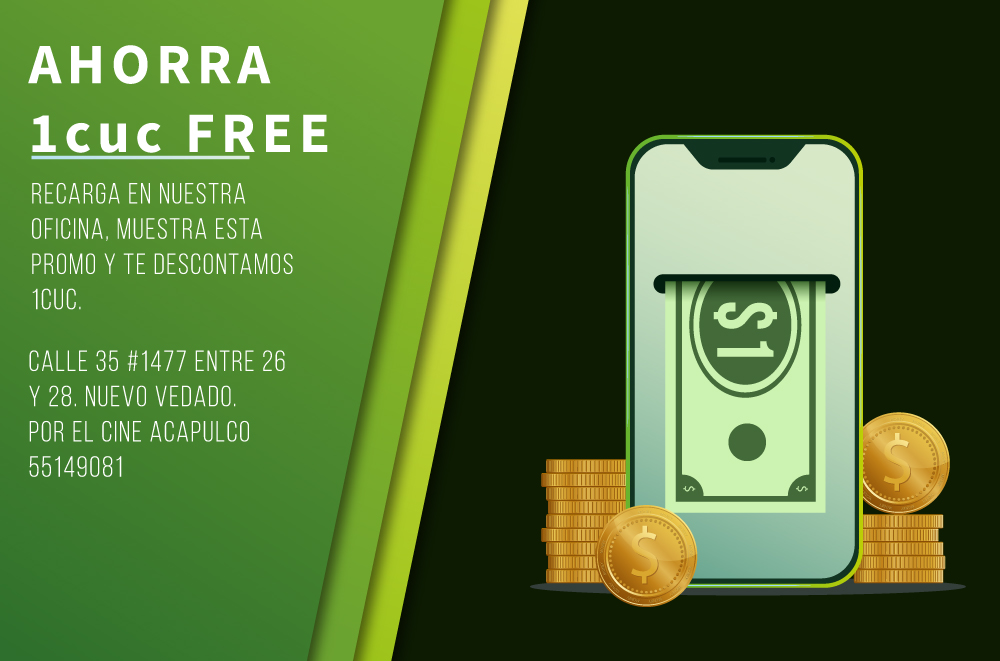 AHORRA
1cuc FREE
RECARGA EN NUESTRA
OFICINA, MUESTRA ESTA
PROMO Y TE DESCONTAMOS
1CUC.
CALLE 35 #1477 ENTRE 26
Y 28. NUEVO VEDADO.
POR EL CINE ACAPULCO
55149081
$1
$
$
$
$